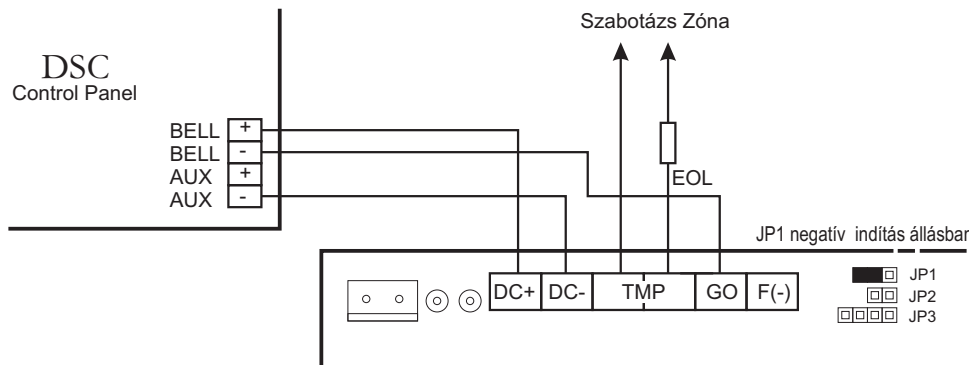 Szabotázs Zóna
DSC
Control Panel
BELL +
BELL -
AUX +
AUX -
EOL
JP1 negatív indítás állásbar
DC+ DC- TMP GO F(-)
JP1
JP2
JP3